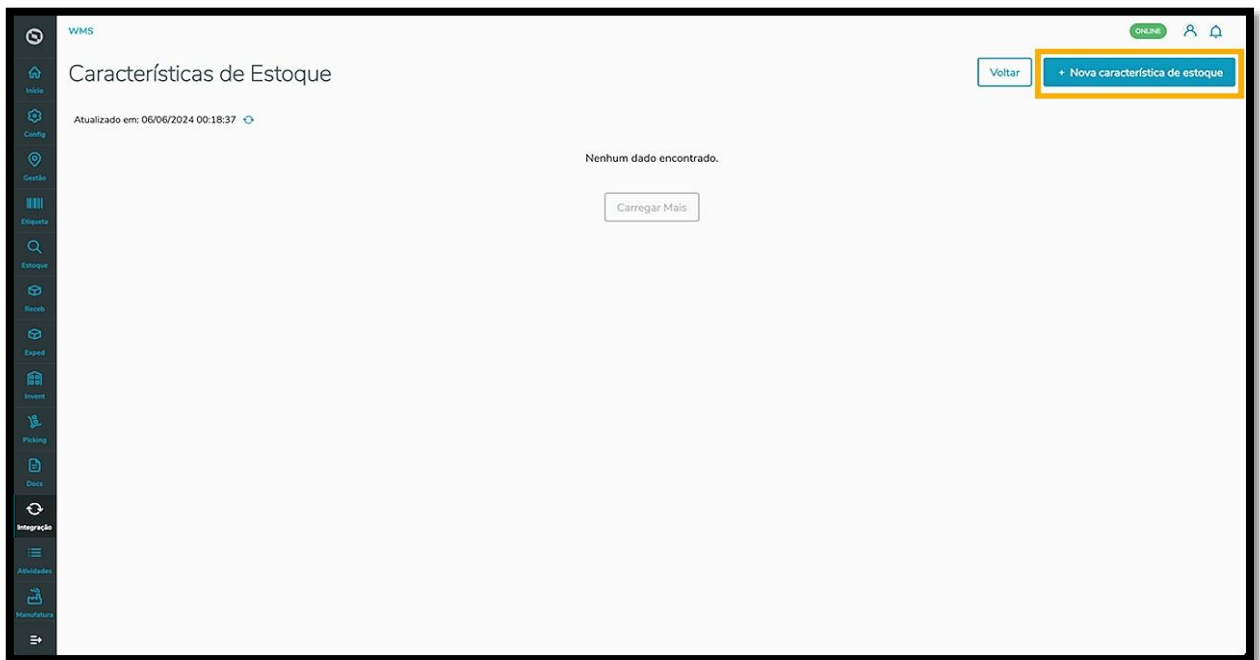 WMS
ONLINE
Características de Estoque
Voltar
+ Nova característica de estoque
Atualizado em: 06/06/2024 00:18:37
Nenhum dado encontrado.
Carregar Mais
Início
Config
Gestão
Etiqueta
Estoque
Receb
Exped
Invent
Picking
Docs
Integração
Atividades
Manufatura